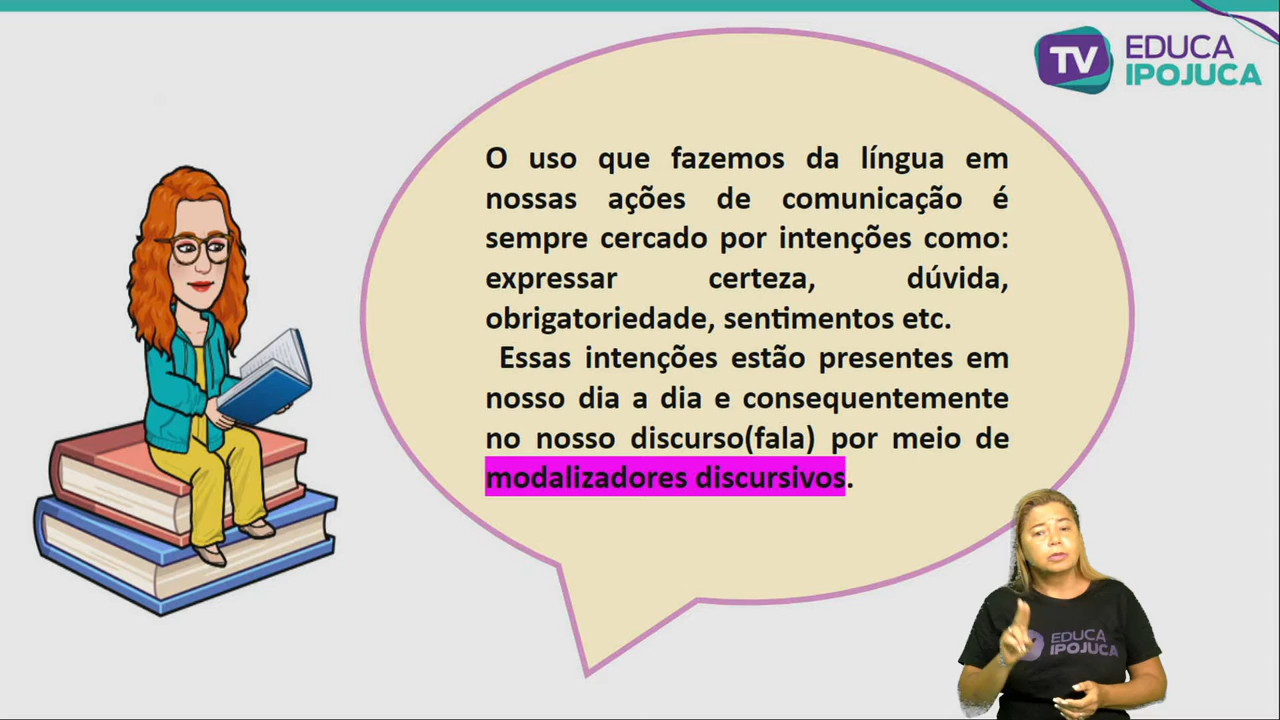 TV EDUCA
IPOJUCA
O uso que fazemos da língua em
nossas ações de comunicação é
sempre cercado por intenções como:
expressar certeza, dúvida,
obrigatoriedade, sentimentos etc.
Essas intenções estão presentes em
nosso dia a dia e consequentemente
no nosso discurso(fala) por meio de
modalizadores discursivos.
EDUCA
IPOJUCA